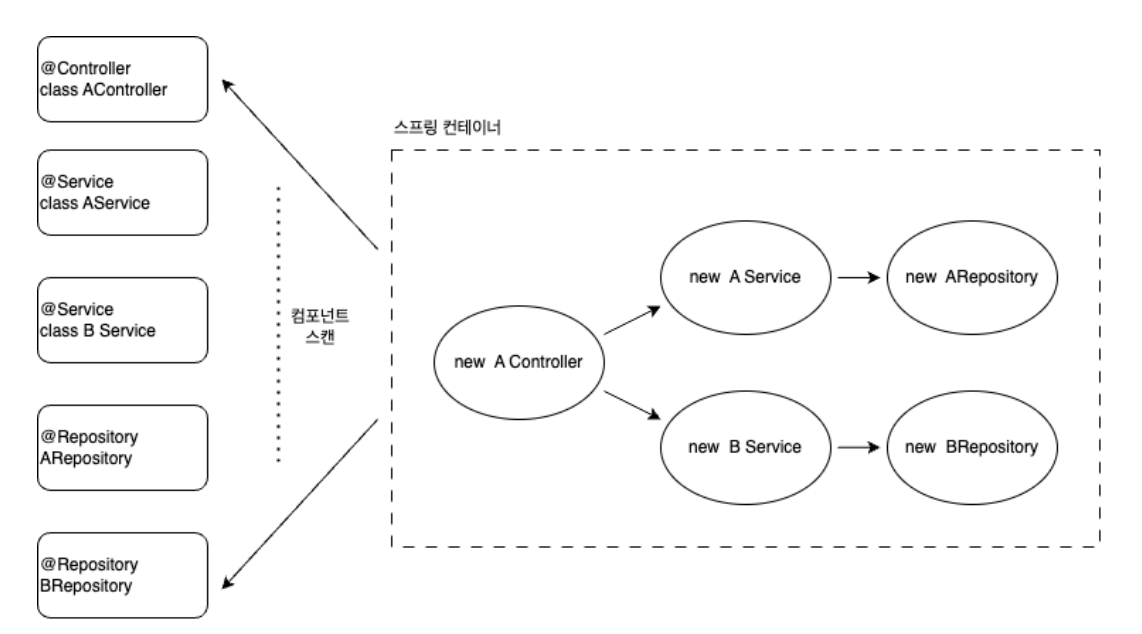 @Controller
class AController
@Service
class AService
@Service
class B Service
@Repository
ARepository
@Repository
BRepository
컴포넌트
스캔
스프링 컨테이너
new A Controller
new A Service
new ARepository
new B Service
new BRepository